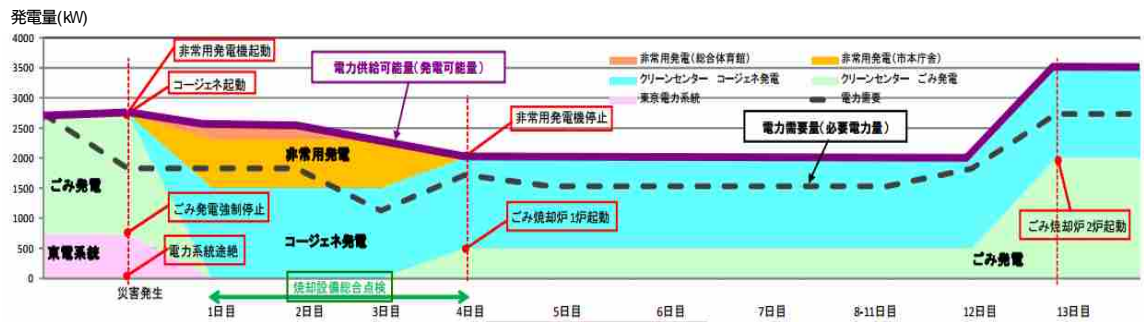 発電量(kW)
4000
3500
3000
2500
2000
1500
1000
500
0
非常用発電機起動
コージェネ起動
電力供給可能量(発電可能量)
非常用発電(総合体育館)
非常用発電(市本庁舎)
クリーンセンター コージェネ発電
クリーンセンター ごみ発電
東京電力系統
電力需要
非常用発電機停止
電力需要量(必要電力量)
非常用発電
ごみ発電
ごみ発電強制停止
ごみ焼却炉1炉起動
ごみ焼却炉2炉起動
東電系統
電力系統途絶
コージェネ発電
ごみ発電
焼却設備総合点検
災害発生
1日目
2日目
3日目
4日目
5日目
6日目
7日目
8-11日目
12日目
13日目